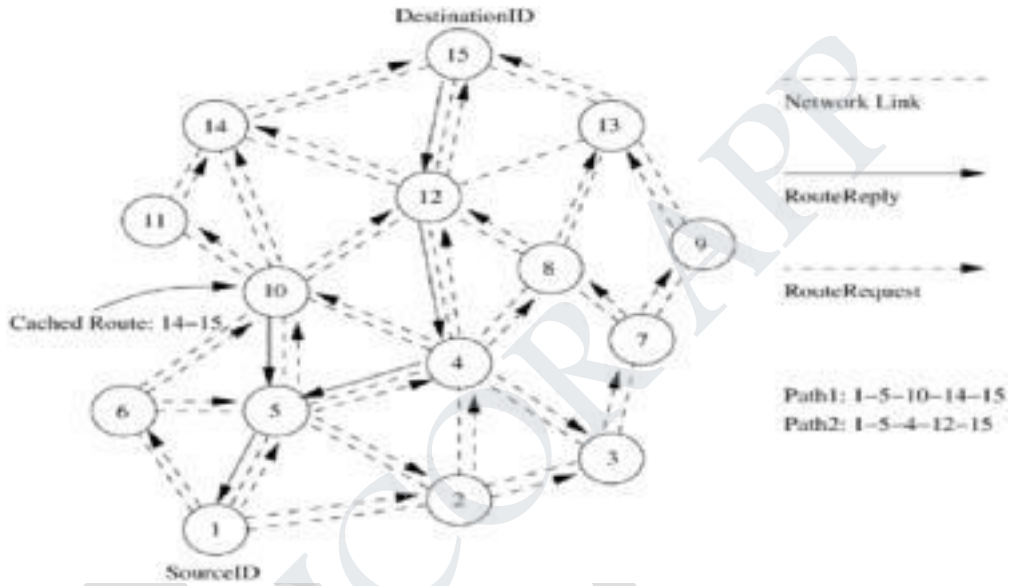 DestinationID
15
Network Link
14
13
RouteReply
12
11
9
8
RouteRequest
10
Cached Route: 14-15
7
4
Path1: 1-5-10-14-15
6
5
Path2: 1-5-4-12-15
3
2
1
SourceID
CORAPP